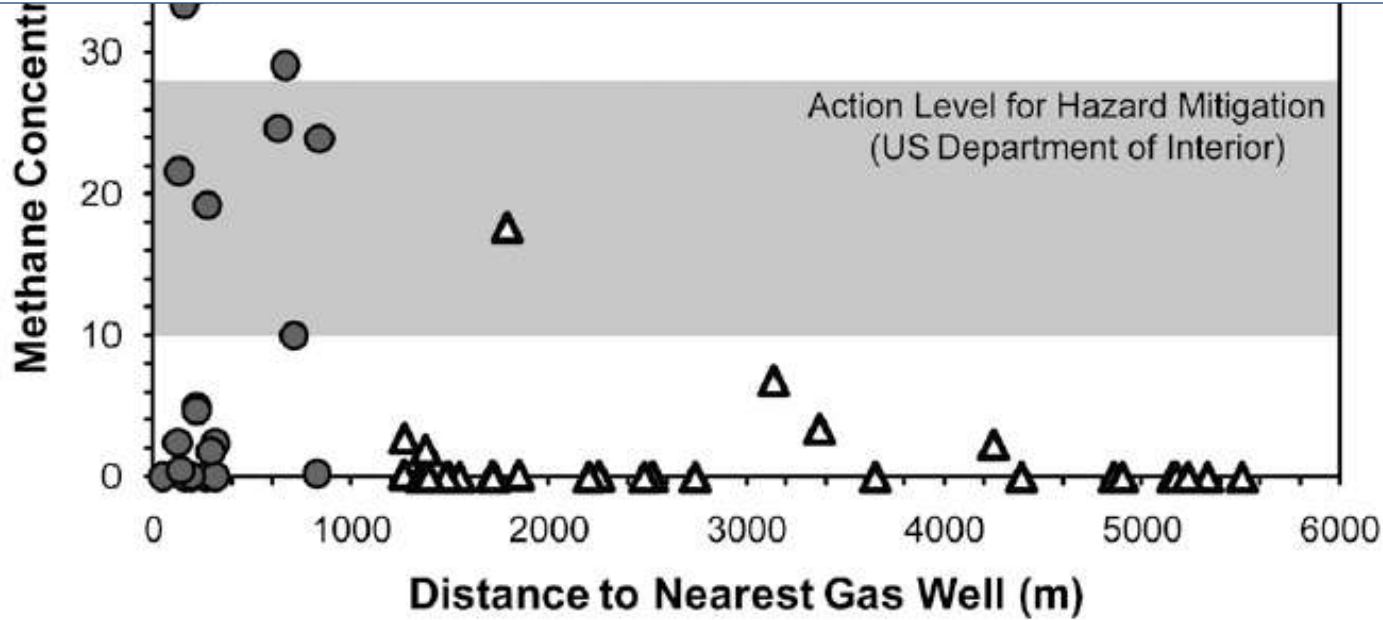 Methane Concentr
30
20
10
0
Action Level for Hazard Mitigation
(US Department of Interior)
0 1000 2000 3000 4000 5000 6000
Distance to Nearest Gas Well (m)